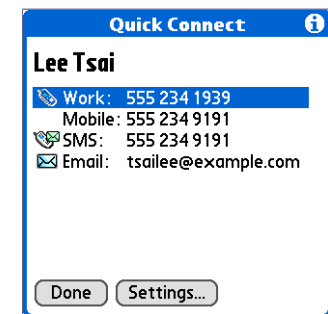 Quick Connect
Lee Tsai
Work: 555 234 1939
Mobile: 555 234 9191
SMS: 555 234 9191
Email: tsailee@example.com
Done Settings...